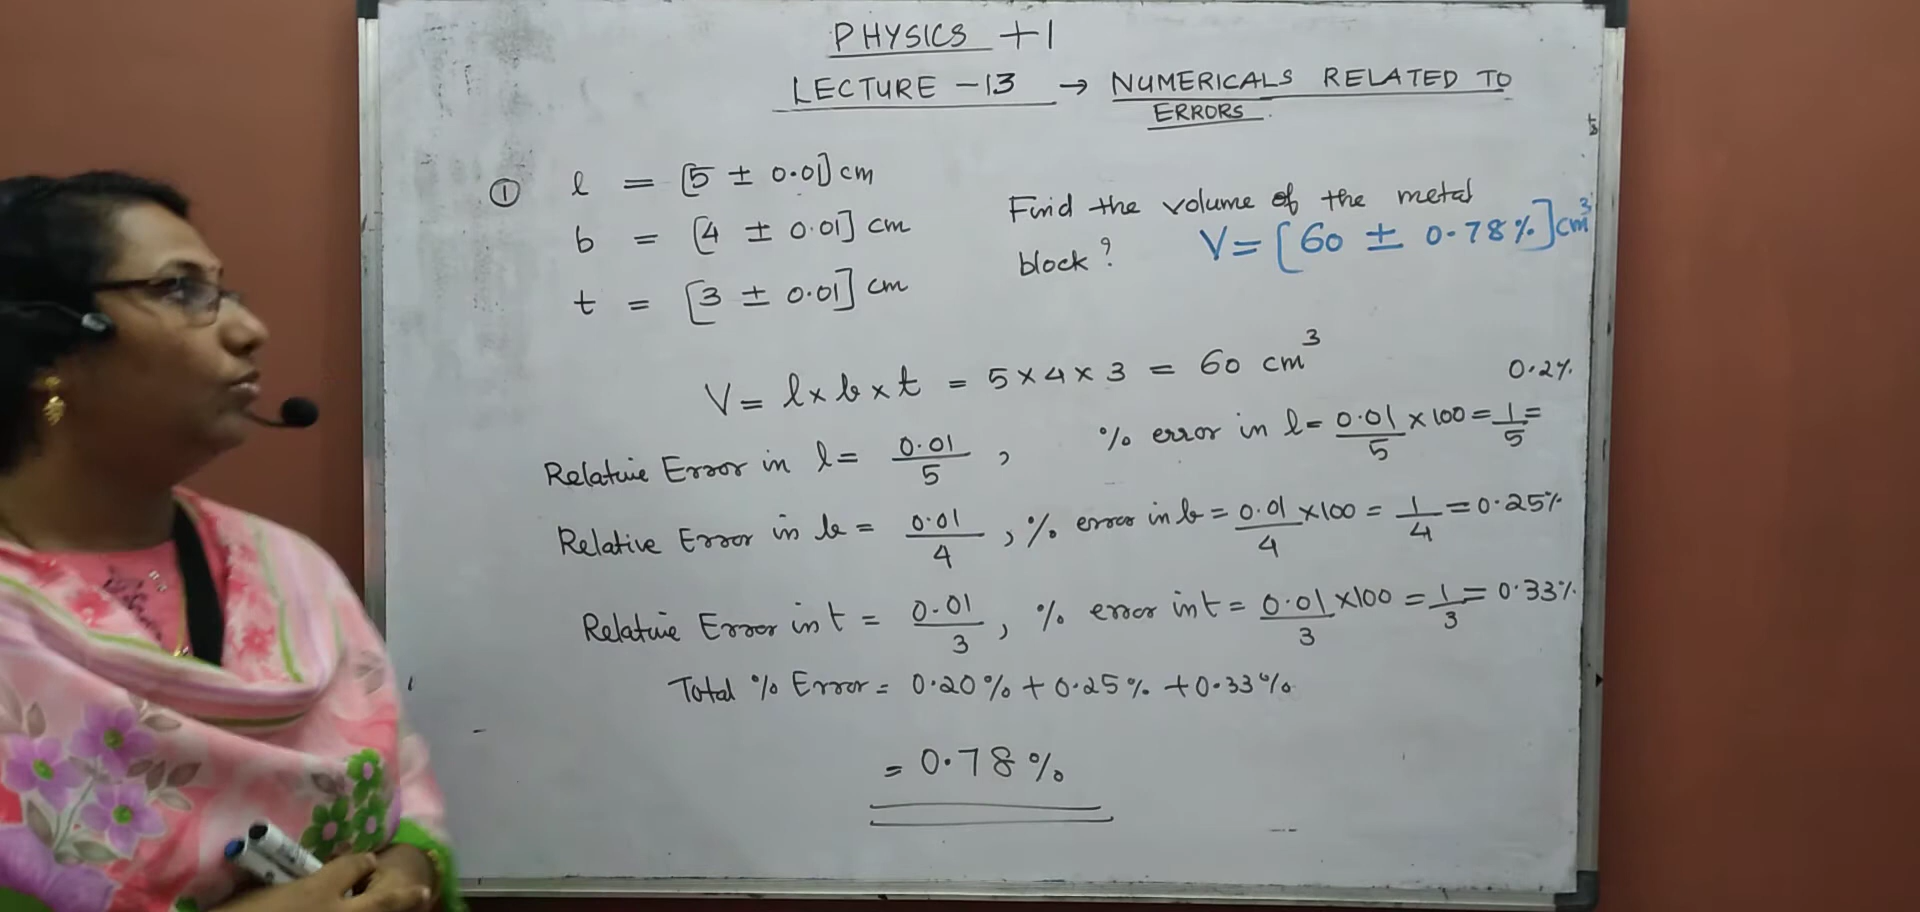 PHYSICS +1
LECTURE - 13 → NUMERICALS RELATED TO
ERRORS.
① l = [5 ± 0.01] cm
b = [4 ± 0.01] cm
t = [3 ± 0.01] cm
Find the volume of the metal
block? V = [60 ± 0.78%] cm³
V = l × b × t = 5 × 4 × 3 = 60 cm³
Relative Error in l = 0.01/5 , % error in l = 0.01/5 × 100 = 1/5 = 0.2%
Relative Error in b = 0.01/4 , % error in b = 0.01/4 × 100 = 1/4 = 0.25%
Relative Error in t = 0.01/3 , % error in t = 0.01/3 × 100 = 1/3 = 0.33%
Total % Error = 0.20% + 0.25% + 0.33%
= 0.78%